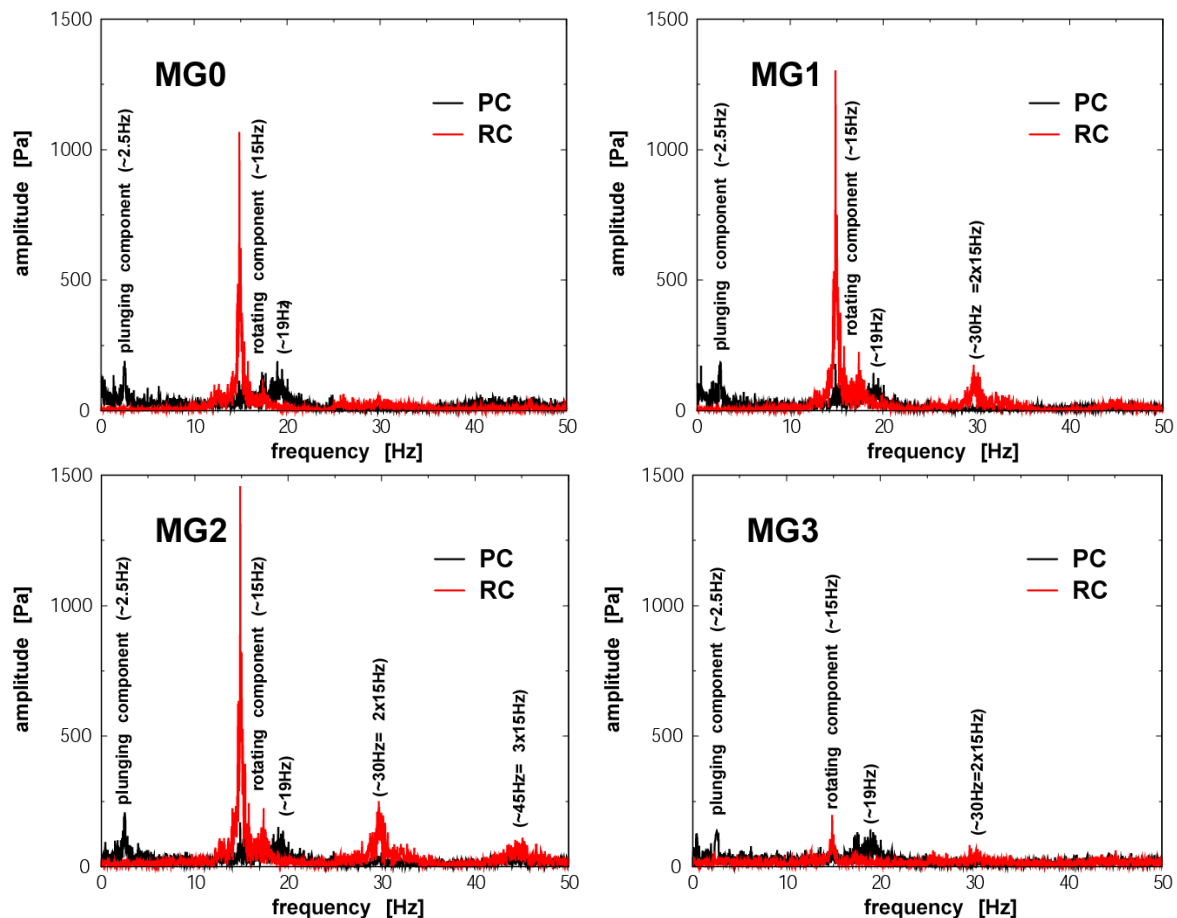 MG0
PC
RC
plunging component (~2.5Hz)
rotating component (~15Hz)
(~19Hz)
amplitude [Pa]
1500
1000
500
0
0 10 20 30 40 50
frequency [Hz]
MG1
PC
RC
plunging component (~2.5Hz)
rotating component (~15Hz)
(~19Hz)
(~30Hz =2x15Hz)
amplitude [Pa]
1500
1000
500
0
0 10 20 30 40 50
frequency [Hz]
MG2
PC
RC
plunging component (~2.5Hz)
rotating component (~15Hz)
(~19Hz)
(~30Hz= 2x15Hz)
(~45Hz= 3x15Hz)
amplitude [Pa]
1500
1000
500
0
0 10 20 30 40 50
frequency [Hz]
MG3
PC
RC
plunging component (~2.5Hz)
rotating component (~15Hz)
(~19Hz)
(~30Hz=2x15Hz)
amplitude [Pa]
1500
1000
500
0
0 10 20 30 40 50
frequency [Hz]